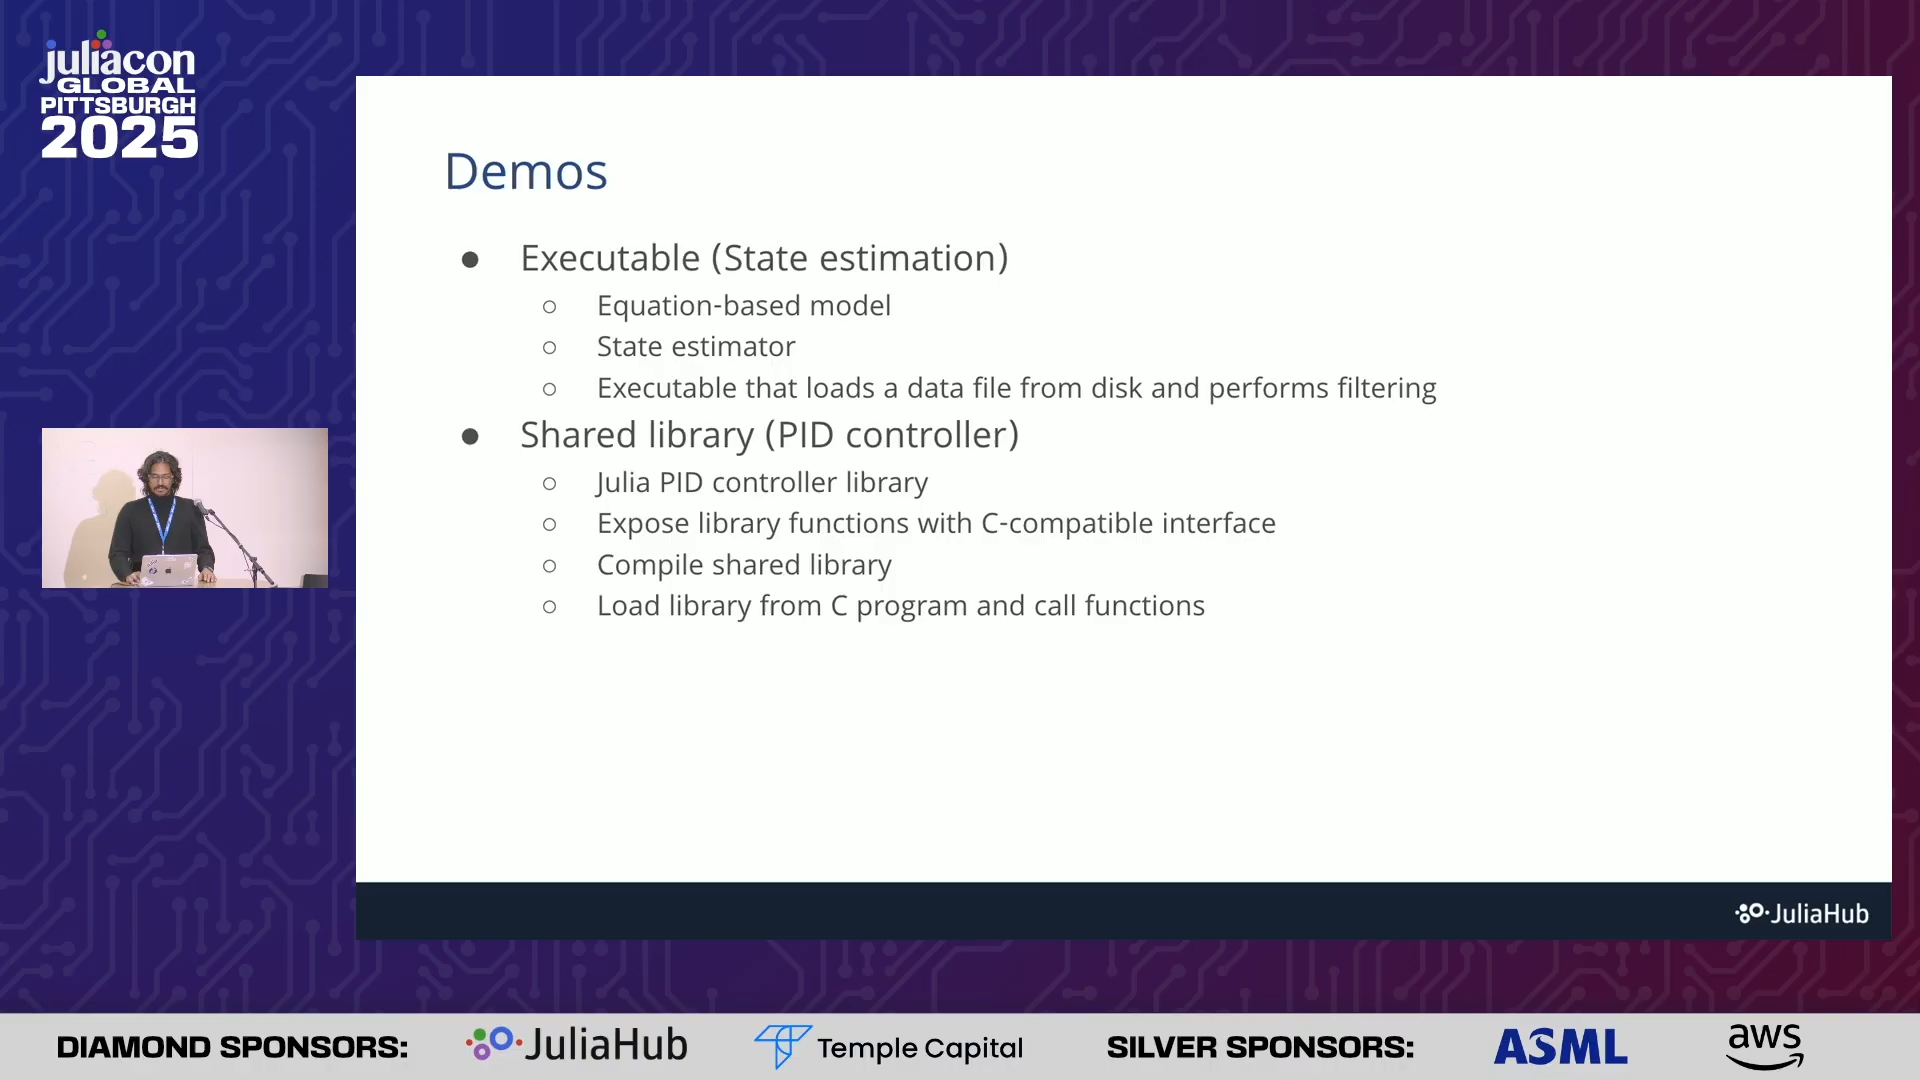 juliacon
GLOBAL
PITTSBURGH
2025
Demos
● Executable (State estimation)
○ Equation-based model
○ State estimator
○ Executable that loads a data file from disk and performs filtering
● Shared library (PID controller)
○ Julia PID controller library
○ Expose library functions with C-compatible interface
○ Compile shared library
○ Load library from C program and call functions
JuliaHub
DIAMOND SPONSORS: JuliaHub Temple Capital SILVER SPONSORS: ASML aws